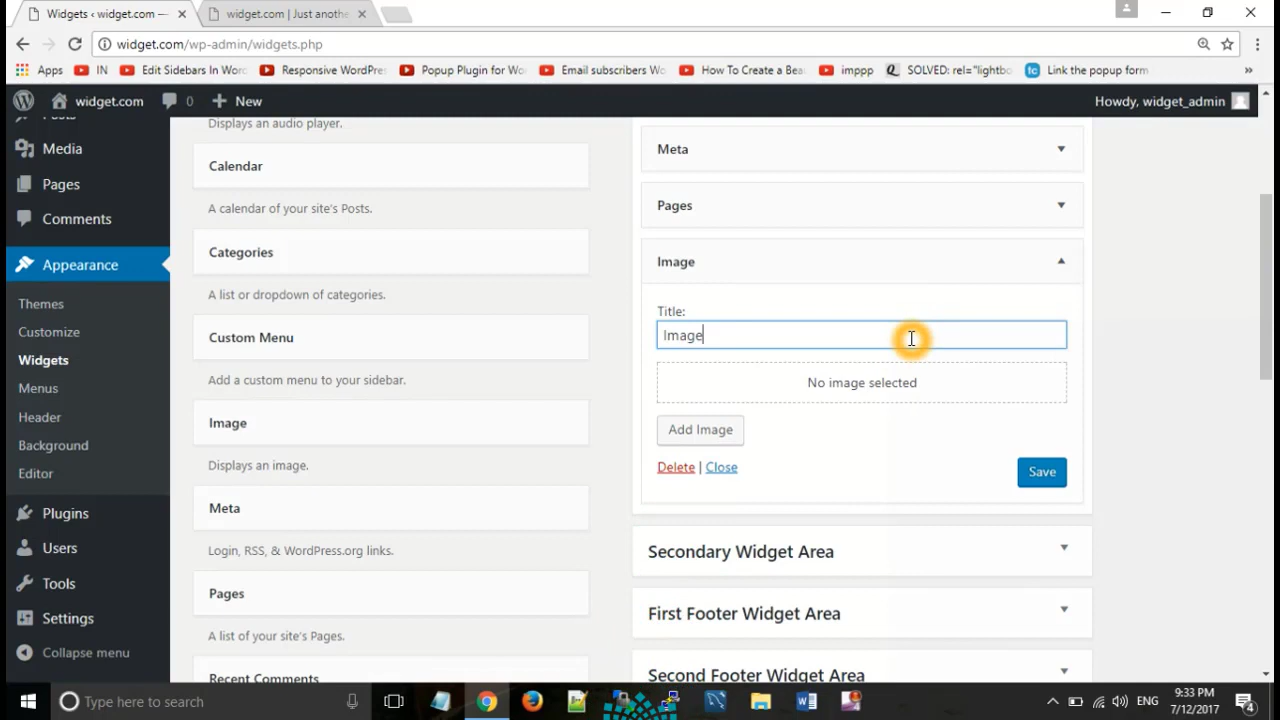 Widgets ‹ widget.com —
widget.com | Just anothe
widget.com/wp-admin/widgets.php
Apps
IN
Edit Sidebars In Word
Responsive WordPre
Popup Plugin for Wo
Email subscribers Wo
How To Create a Bea
imppp
SOLVED: rel="lightbo
Link the popup form
»
widget.com
0
New
Howdy, widget_admin
Posts
Media
Pages
Comments
Appearance
Themes
Customize
Widgets
Menus
Header
Background
Editor
Plugins
Users
Tools
Settings
Collapse menu
Displays an audio player.
Calendar
A calendar of your site's Posts.
Categories
A list or dropdown of categories.
Custom Menu
Add a custom menu to your sidebar.
Image
Displays an image.
Meta
Login, RSS, & WordPress.org links.
Pages
A list of your site's Pages.
Recent Comments
Meta
Pages
Image
Title:
Image
No image selected
Add Image
Delete | Close
Save
Secondary Widget Area
First Footer Widget Area
Second Footer Widget Area
Type here to search
ENG
9:33 PM
7/12/2017
4